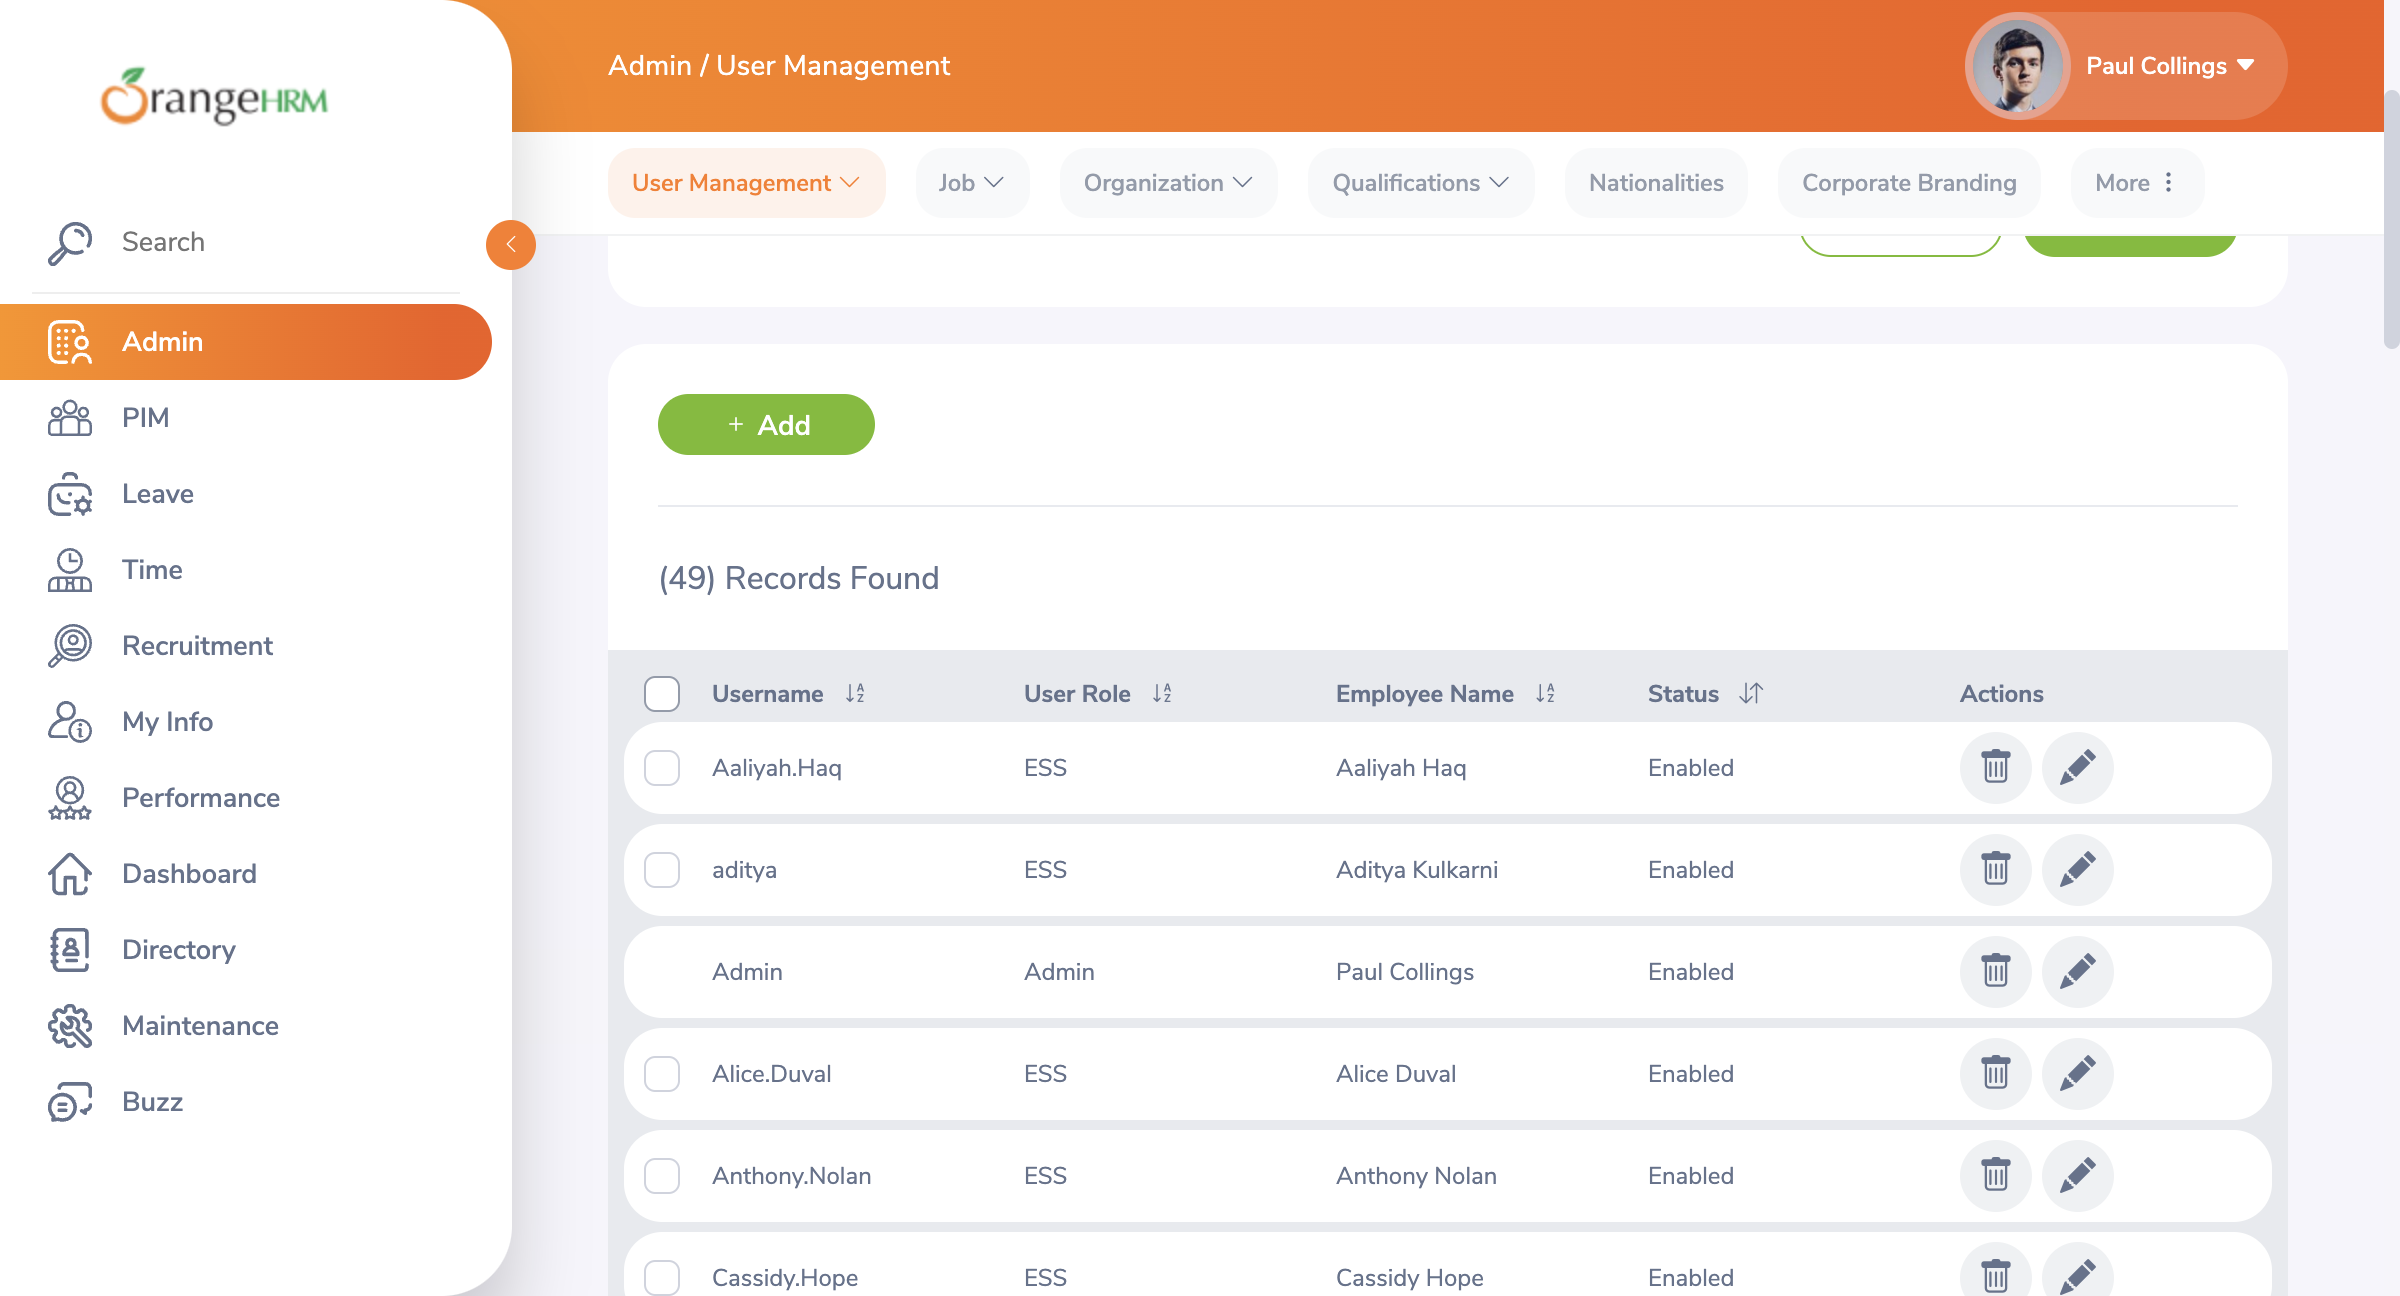 OrangeHRM
Admin / User Management
Paul Collings
User Management
Job
Organization
Qualifications
Nationalities
Corporate Branding
More
Search
Admin
PIM
Leave
Time
Recruitment
My Info
Performance
Dashboard
Directory
Maintenance
Buzz
+ Add
(49) Records Found
Username User Role Employee Name Status Actions
Aaliyah.Haq ESS Aaliyah Haq Enabled
aditya ESS Aditya Kulkarni Enabled
Admin Admin Paul Collings Enabled
Alice.Duval ESS Alice Duval Enabled
Anthony.Nolan ESS Anthony Nolan Enabled
Cassidy.Hope ESS Cassidy Hope Enabled